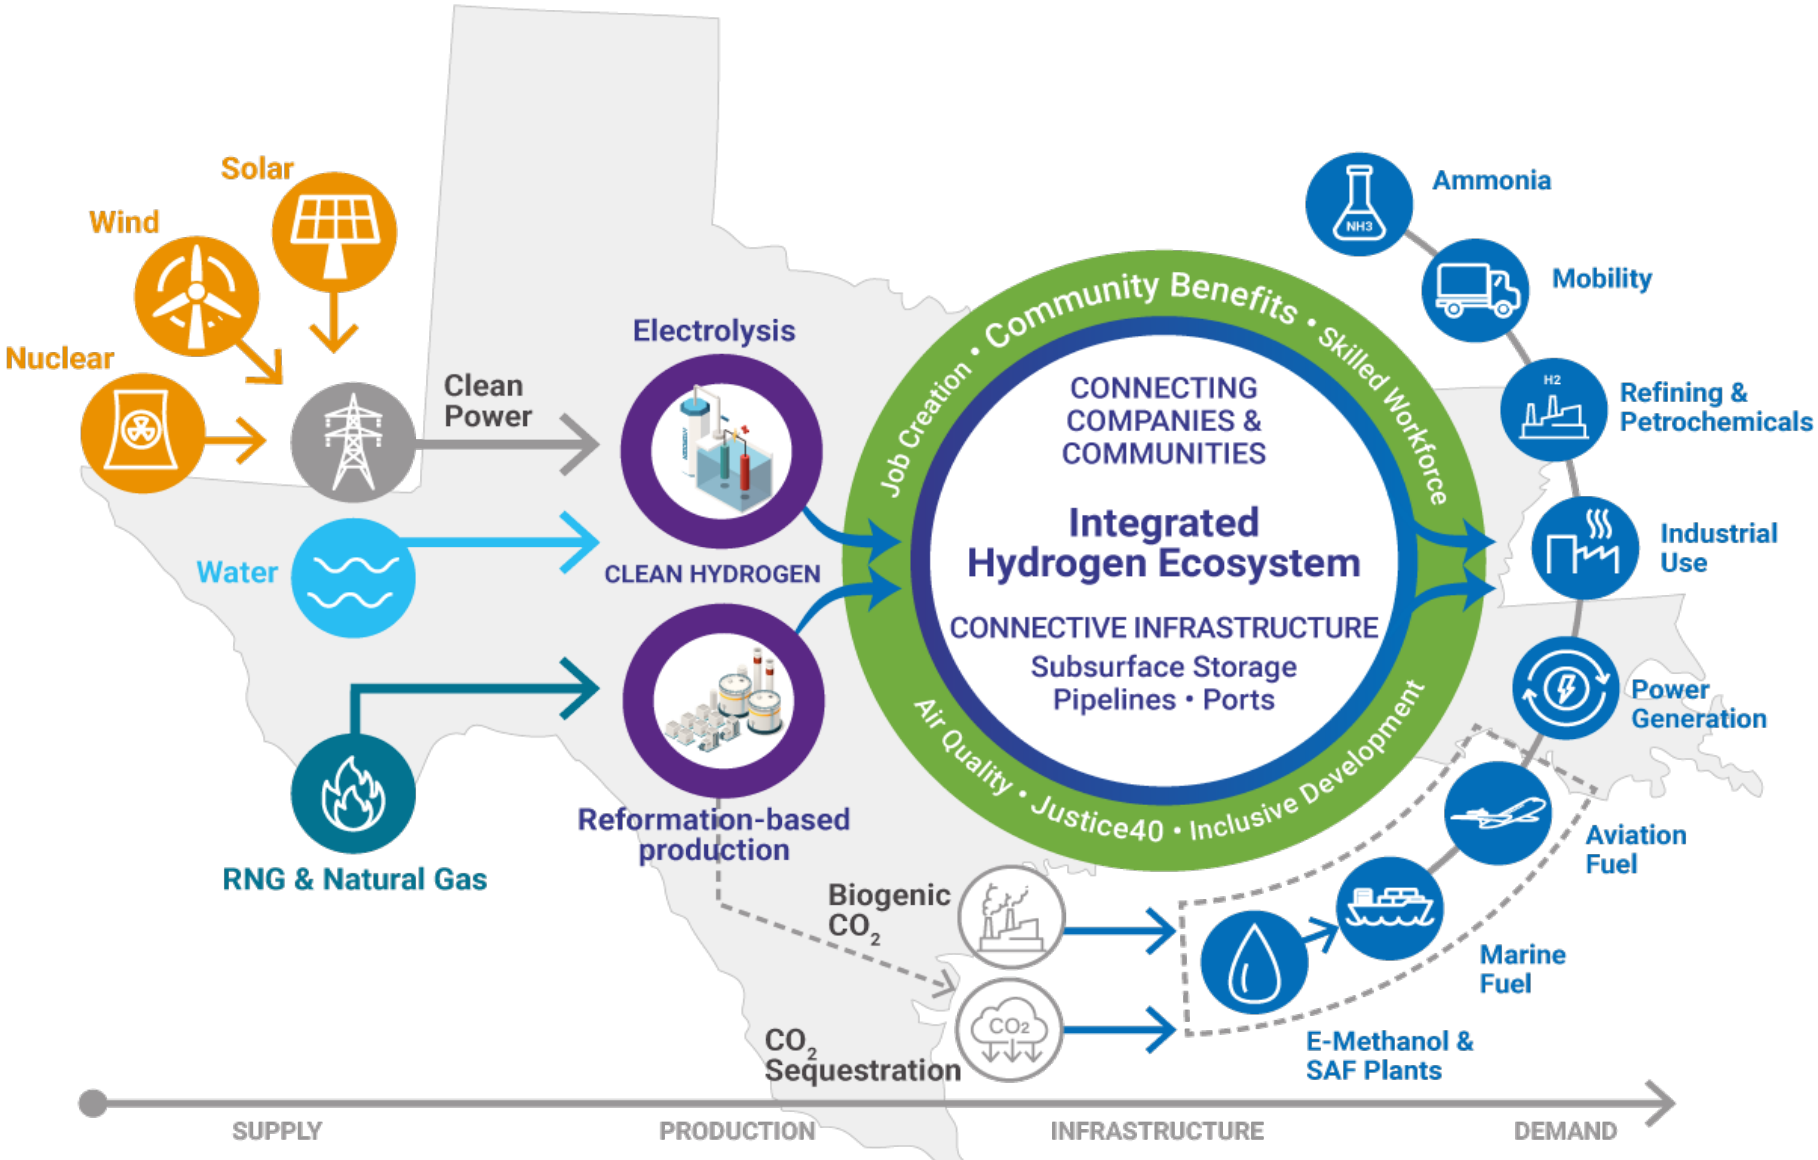 Solar
Wind
Nuclear
Clean
Power
Water
RNG & Natural Gas
Electrolysis
CLEAN HYDROGEN
Reformation-based
production
Job Creation • Community Benefits • Skilled Workforce
CONNECTING
COMPANIES &
COMMUNITIES
Integrated
Hydrogen Ecosystem
CONNECTIVE INFRASTRUCTURE
Subsurface Storage
Pipelines • Ports
Air Quality • Justice40 • Inclusive Development
Biogenic
CO2
CO2
CO2
Sequestration
NH3
Ammonia
Mobility
H2
Refining &
Petrochemicals
Industrial
Use
Power
Generation
Aviation
Fuel
Marine
Fuel
E-Methanol &
SAF Plants
SUPPLY
PRODUCTION
INFRASTRUCTURE
DEMAND